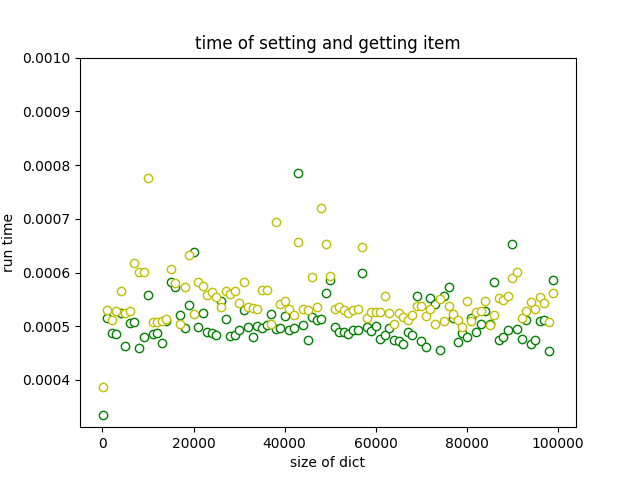 time of setting and getting item
0.0010
0.0009
0.0008
0.0007
0.0006
0.0005
0.0004
run time
0 20000 40000 60000 80000 100000
size of dict